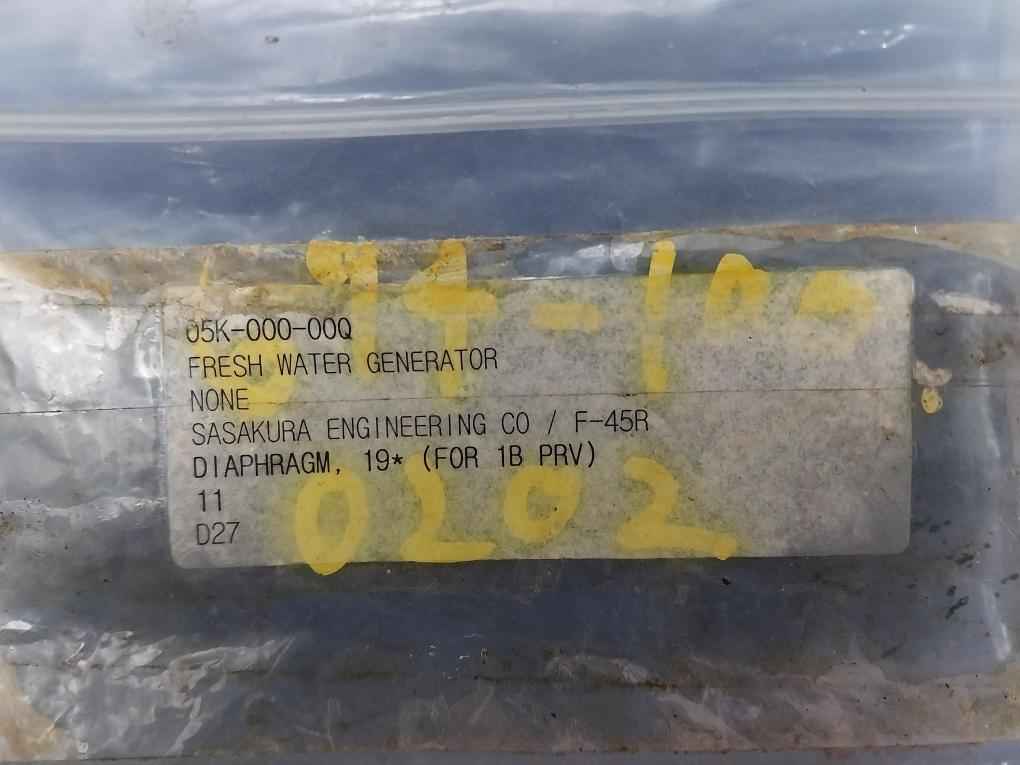 05K-000-00Q
FRESH WATER GENERATOR
NONE
SASAKURA ENGINEERING CO / F-45R
DIAPHRAGM, 19* (FOR 1B PRV)
11
D27
0202